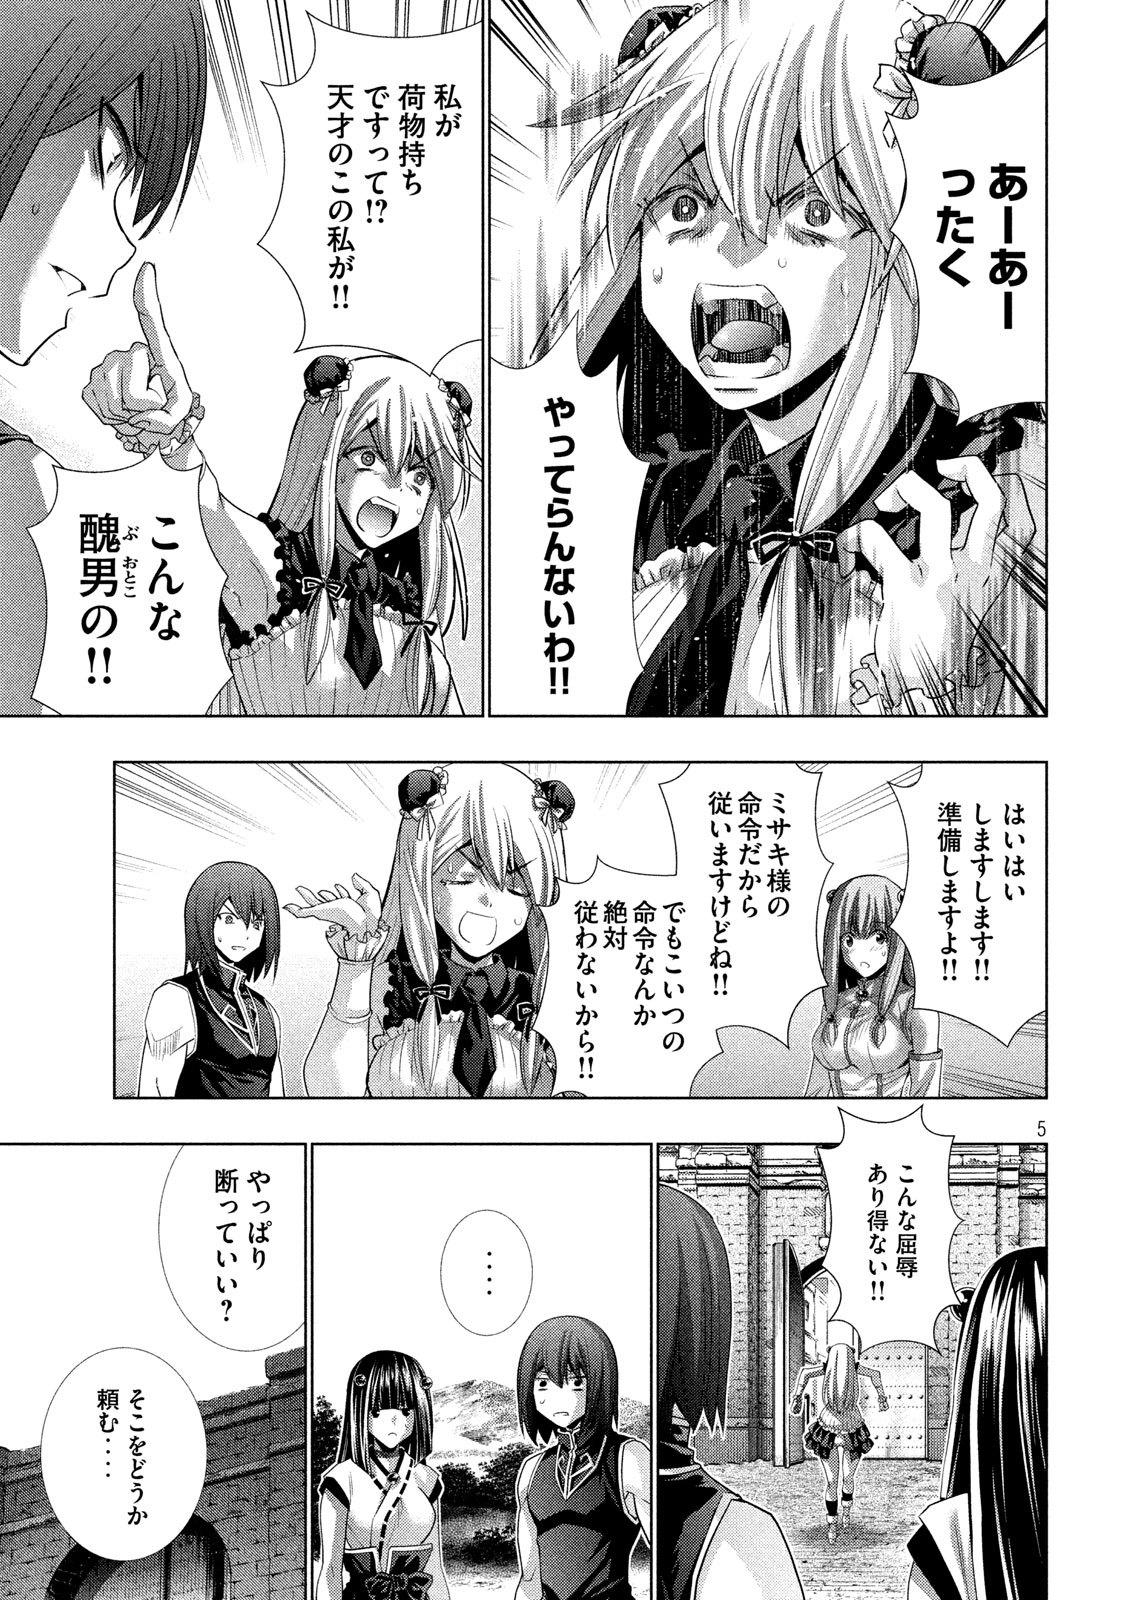 あーあー
ったく
やってらんないわ!!
私が
荷物持ち
ですって!?
天才のこの私が!!
こんな
醜男の!!
ぶおとこ
はいはい
しますします!!
準備しますよ!!
ミサキ様の
命令だから
従いますけどね!!
でもこいつの
命令なんか
絶対
従わないから!!
5
こんな屈辱
あり得ない!!
・・・
やっぱり
断っていい?
そこをどうか
頼む・・・・